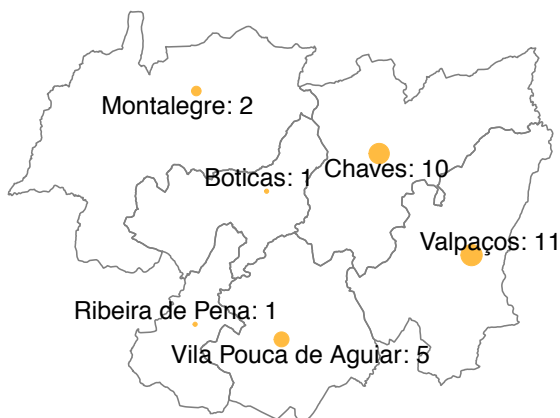 Montalegre: 2
Boticas: 1
Chaves: 10
Valpaços: 11
Ribeira de Pena: 1
Vila Pouca de Aguiar: 5